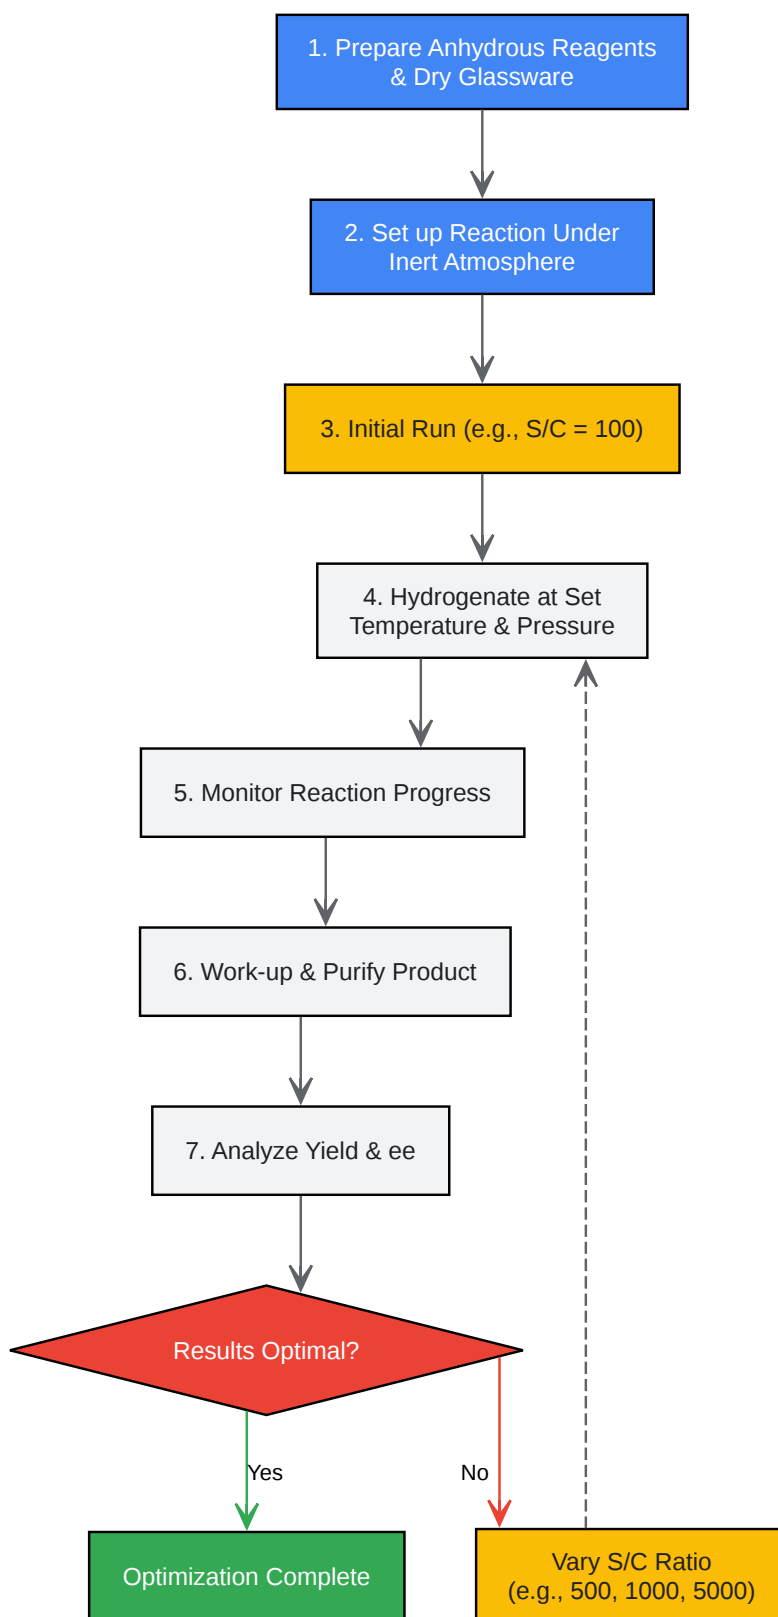 1. Prepare Anhydrous Reagents
& Dry Glassware
2. Set up Reaction Under
Inert Atmosphere
3. Initial Run (e.g., S/C = 100)
4. Hydrogenate at Set
Temperature & Pressure
5. Monitor Reaction Progress
6. Work-up & Purify Product
7. Analyze Yield & ee
Results Optimal?
Yes
No
Optimization Complete
Vary S/C Ratio
(e.g., 500, 1000, 5000)